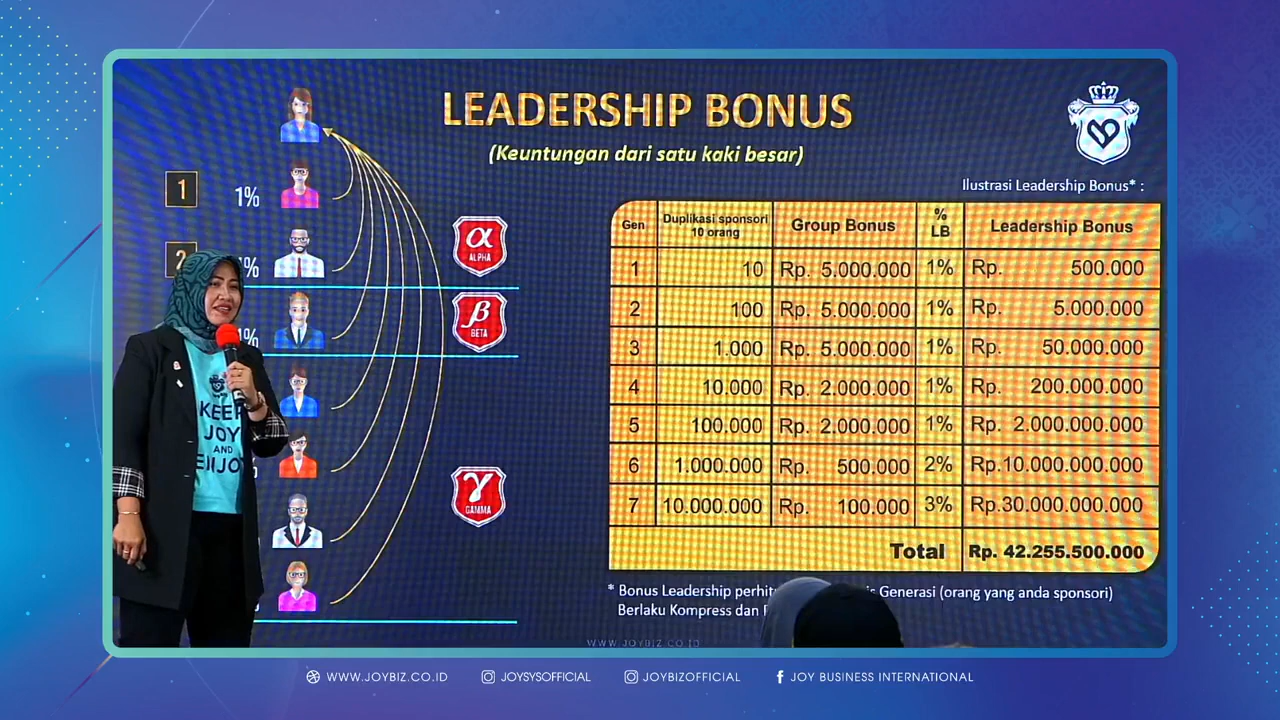 LEADERSHIP BONUS
(Keuntungan dari satu kaki besar)
Ilustrasi Leadership Bonus* :
1
1%
2
1%
1%
α
ALPHA
β
BETA
γ
GAMMA
Gen Duplikasi sponsori 10 orang Group Bonus % LB Leadership Bonus
1 10 Rp. 5.000.000 1% Rp. 500.000
2 100 Rp. 5.000.000 1% Rp. 5.000.000
3 1.000 Rp. 5.000.000 1% Rp. 50.000.000
4 10.000 Rp. 2.000.000 1% Rp. 200.000.000
5 100.000 Rp. 2.000.000 1% Rp. 2.000.000.000
6 1.000.000 Rp. 500.000 2% Rp.10.000.000.000
7 10.000.000 Rp. 100.000 3% Rp.30.000.000.000
Total Rp. 42.255.500.000
* Bonus Leadership Generasi (orang yang anda sponsori)
Berlaku Kompress dan
KEEP
JOY
AND
ENJOY
WWW.JOYBIZ.CO.ID
WWW.JOYBIZ.CO.ID JOYSYSOFFICIAL JOYBIZOFFICIAL JOY BUSINESS INTERNATIONAL